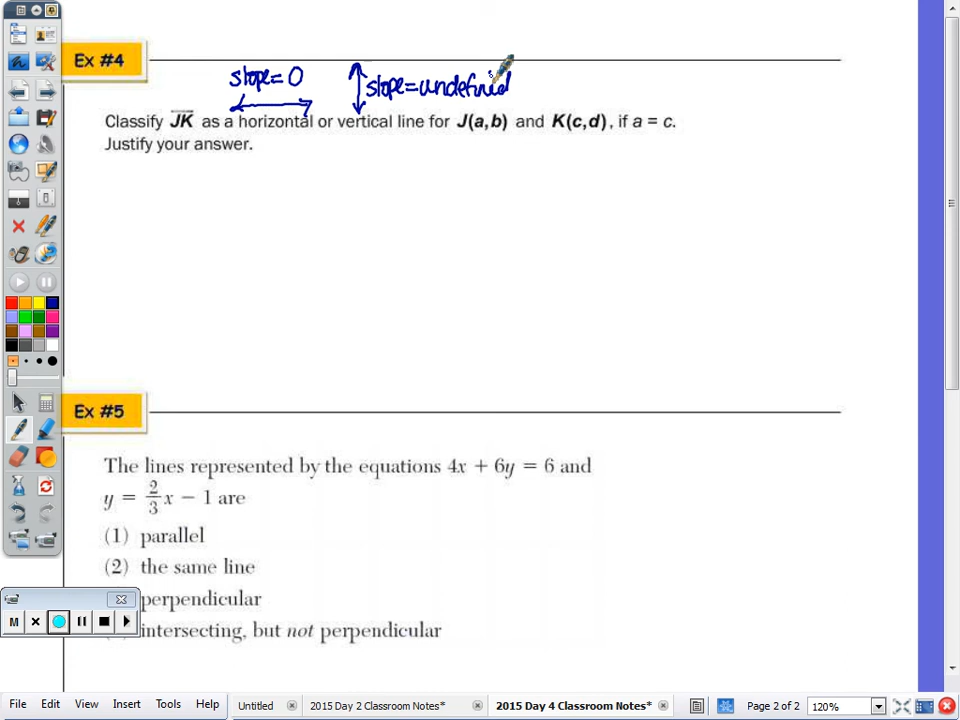 Ex #4
slope=0 slope=undefined
Classify JK as a horizontal or vertical line for J(a,b) and K(c,d), if a = c.
Justify your answer.
Ex #5
The lines represented by the equations 4x + 6y = 6 and
y = 2/3 x − 1 are
(1) parallel
(2) the same line
perpendicular
intersecting, but not perpendicular
M
File Edit View Insert Tools Help Untitled 2015 Day 2 Classroom Notes* 2015 Day 4 Classroom Notes* Page 2 of 2 120%